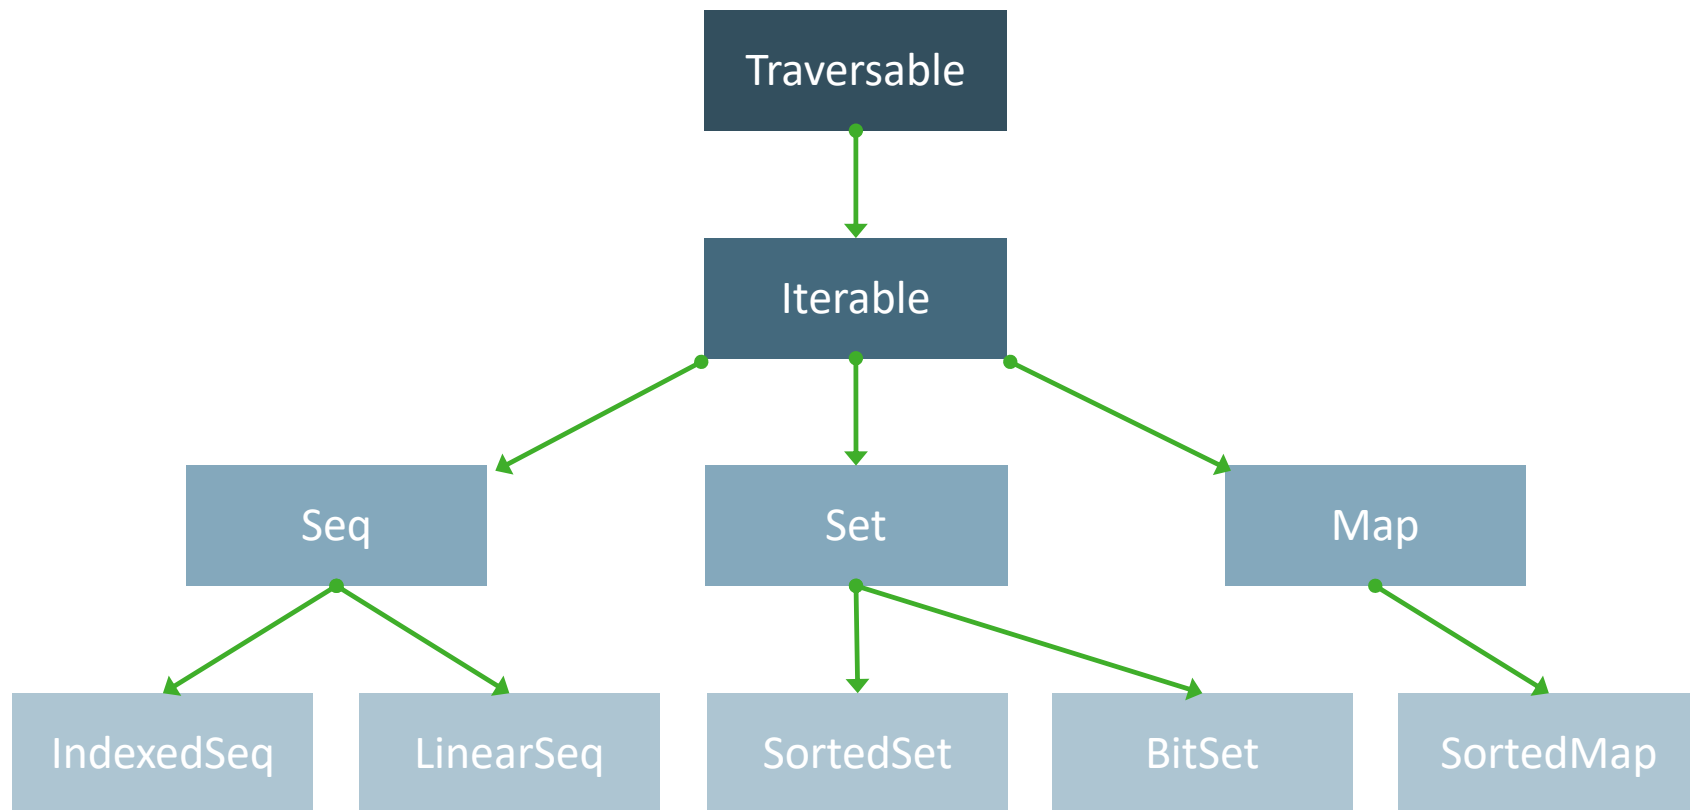 Traversable
Iterable
Seq
Set
Map
IndexedSeq
LinearSeq
SortedSet
BitSet
SortedMap